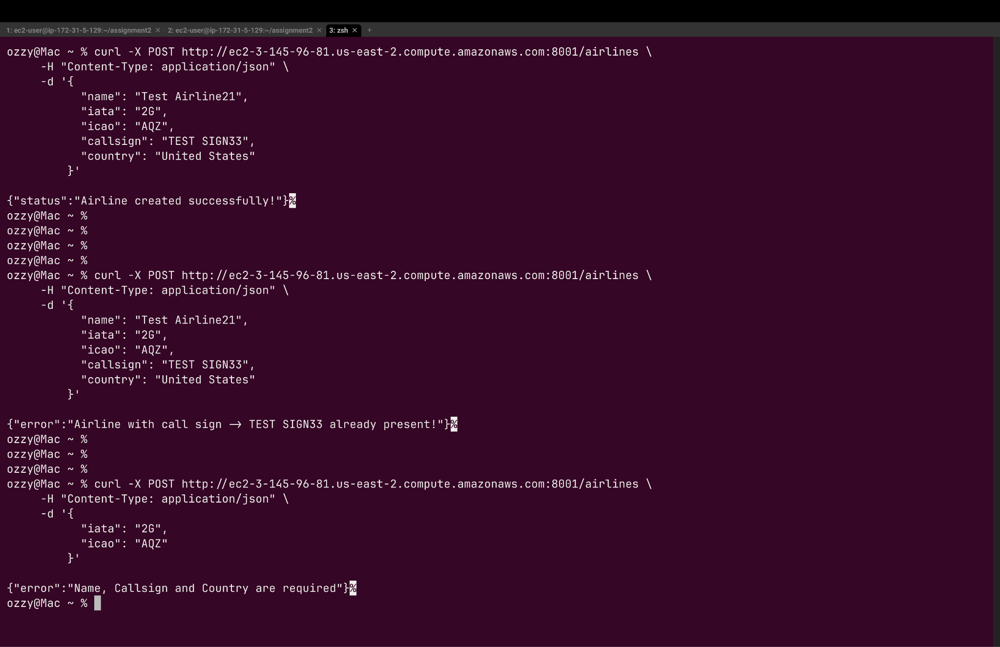 1: ec2-user@ip-172-31-5-129:~/assignment2 × 2: ec2-user@ip-172-31-5-129:~/assignment2 × 3: zsh × +
ozzy@Mac ~ % curl -X POST http://ec2-3-145-96-81.us-east-2.compute.amazonaws.com:8001/airlines \
     -H "Content-Type: application/json" \
     -d '{
           "name": "Test Airline21",
           "iata": "2G",
           "icao": "AQZ",
           "callsign": "TEST SIGN33",
           "country": "United States"
         }'
{"status":"Airline created successfully!"}%
ozzy@Mac ~ %
ozzy@Mac ~ %
ozzy@Mac ~ %
ozzy@Mac ~ %
ozzy@Mac ~ % curl -X POST http://ec2-3-145-96-81.us-east-2.compute.amazonaws.com:8001/airlines \
     -H "Content-Type: application/json" \
     -d '{
           "name": "Test Airline21",
           "iata": "2G",
           "icao": "AQZ",
           "callsign": "TEST SIGN33",
           "country": "United States"
         }'
{"error":"Airline with call sign -> TEST SIGN33 already present!"}%
ozzy@Mac ~ %
ozzy@Mac ~ %
ozzy@Mac ~ %
ozzy@Mac ~ % curl -X POST http://ec2-3-145-96-81.us-east-2.compute.amazonaws.com:8001/airlines \
     -H "Content-Type: application/json" \
     -d '{
           "iata": "2G",
           "icao": "AQZ"
         }'
{"error":"Name, Callsign and Country are required"}%
ozzy@Mac ~ %